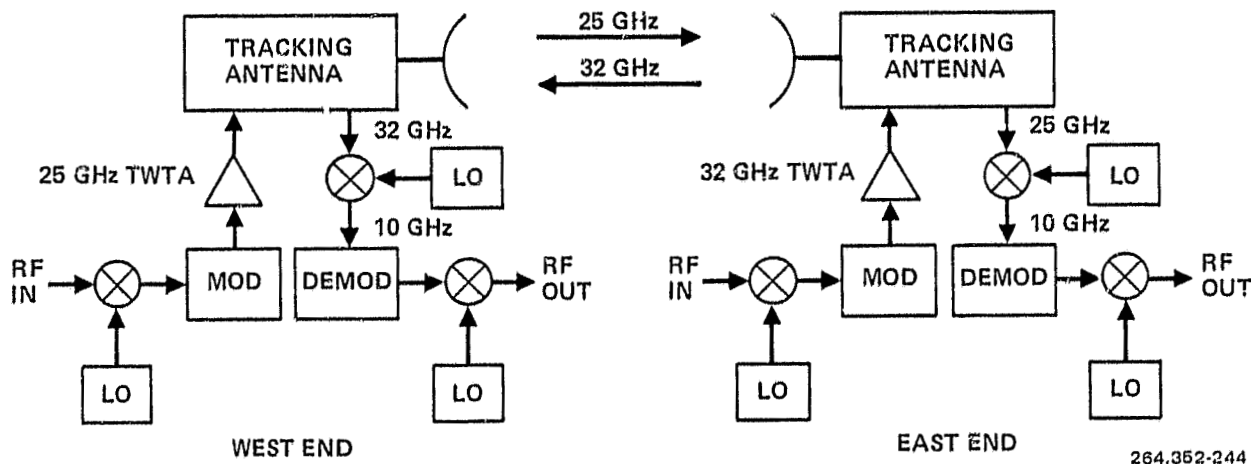 25 GHz
32 GHz
TRACKING
ANTENNA
TRACKING
ANTENNA
32 GHz
25 GHz
25 GHz TWTA
LO
32 GHz TWTA
LO
10 GHz
10 GHz
RF
IN
MOD
DEMOD
RF
OUT
RF
IN
MOD
DEMOD
RF
OUT
LO
LO
LO
LO
WEST END
EAST END
264.352-244